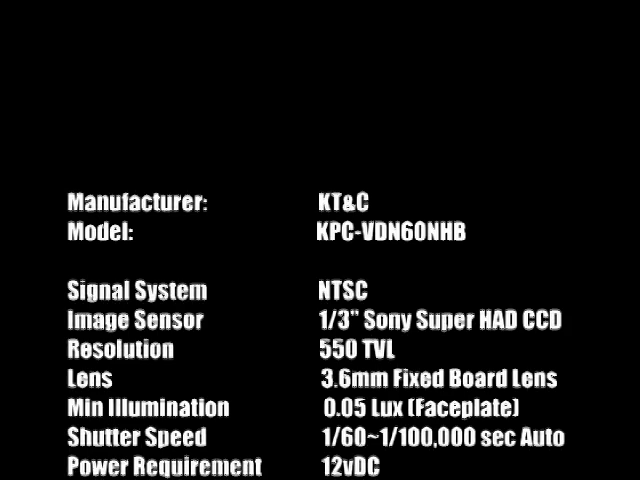 Manufacturer: KT&C
Model: KPC-VDN60NHB
Signal System NTSC
Image Sensor 1/3" Sony Super HAD CCD
Resolution 550 TVL
Lens 3.6mm Fixed Board Lens
Min Illumination 0.05 Lux (Faceplate)
Shutter Speed 1/60~1/100,000 sec Auto
Power Requirement 12vDC